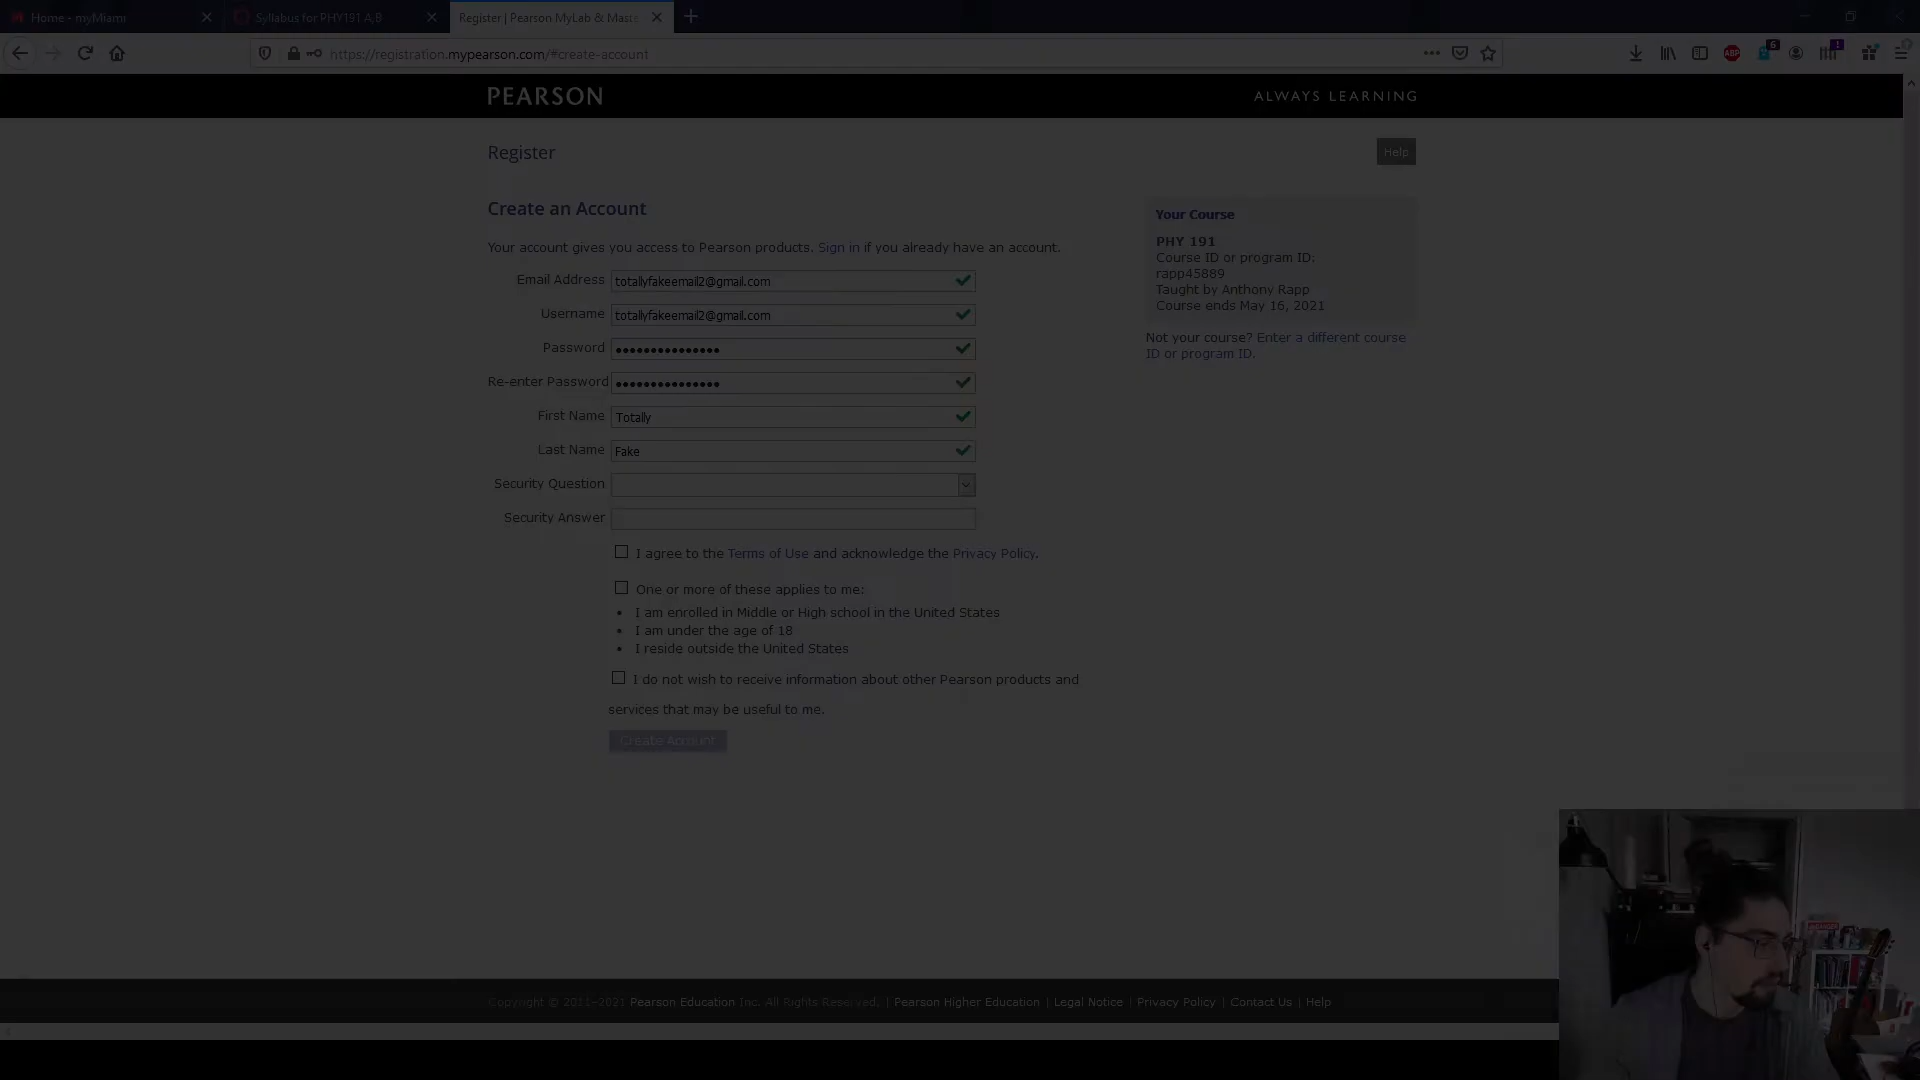 Home - myMiami
Syllabus for PHY191 A,B
Register | Pearson MyLab & Maste
https://registration.mypearson.com/#create-account
ABP
6
PEARSON
ALWAYS LEARNING
Register
Help
Create an Account
Your account gives you access to Pearson products. Sign in if you already have an account.
Email Address totallyfakeemail2@gmail.com
Username totallyfakeemail2@gmail.com
Password •••••••••••••••
Re-enter Password •••••••••••••••
First Name Totally
Last Name Fake
Security Question
Security Answer
I agree to the Terms of Use and acknowledge the Privacy Policy.
One or more of these applies to me:
• I am enrolled in Middle or High school in the United States
• I am under the age of 18
• I reside outside the United States
I do not wish to receive information about other Pearson products and
services that may be useful to me.
Create Account
Your Course
PHY 191
Course ID or program ID:
rapp45889
Taught by Anthony Rapp
Course ends May 16, 2021
Not your course? Enter a different course
ID or program ID.
Copyright © 2011–2021 Pearson Education Inc. All Rights Reserved. | Pearson Higher Education | Legal Notice | Privacy Policy | Contact Us | Help